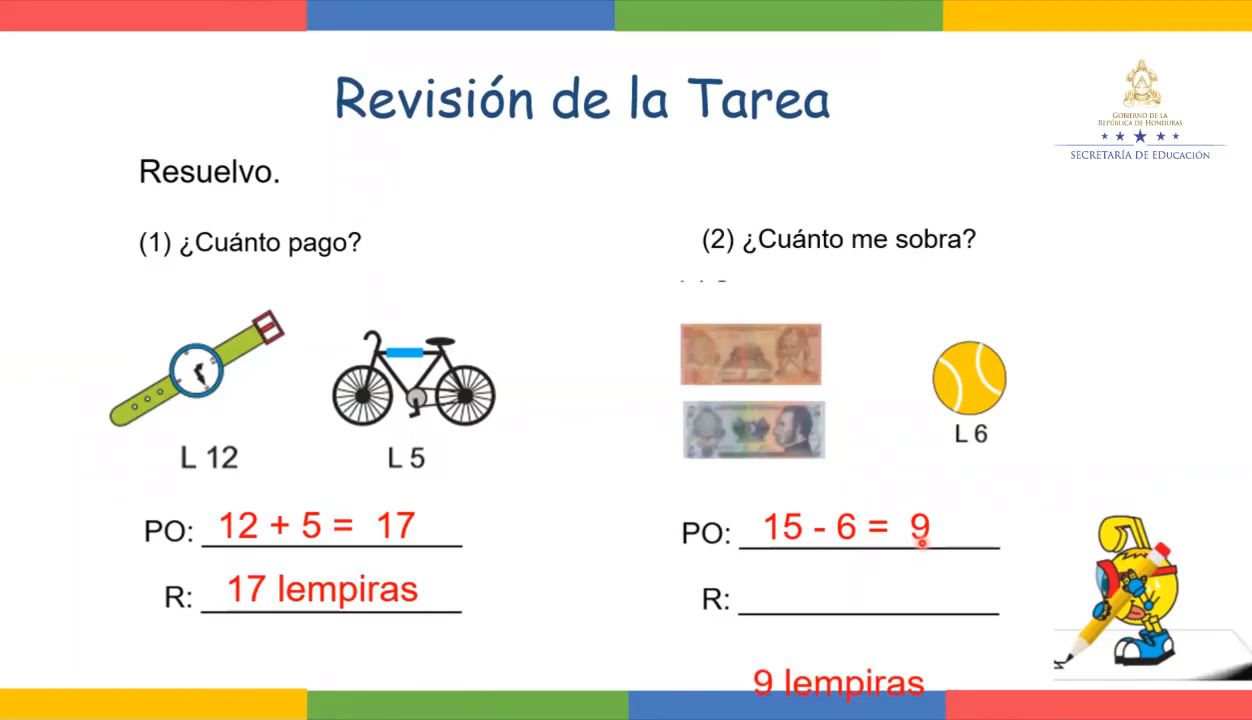 Revisión de la Tarea
GOBIERNO DE LA
REPÚBLICA DE HONDURAS
SECRETARÍA DE EDUCACIÓN
Resuelvo.
(1) ¿Cuánto pago?
L 12
L 5
PO: 12 + 5 = 17
R: 17 lempiras
(2) ¿Cuánto me sobra?
L 6
PO: 15 - 6 = 9
R:
9 lempiras